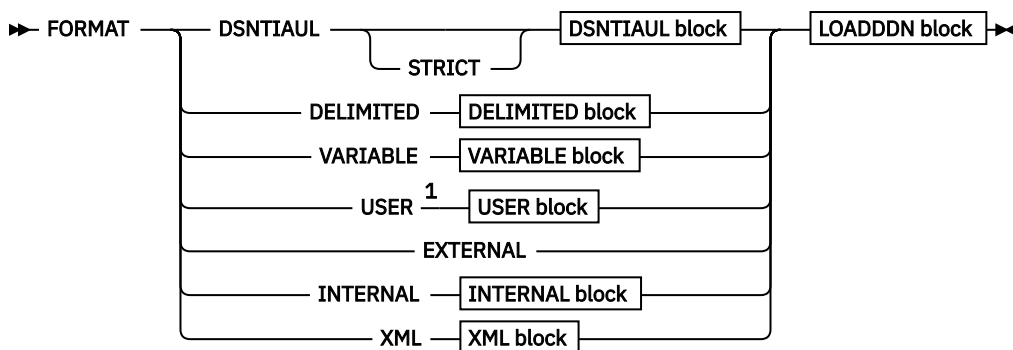 FORMAT DSNTIAUL DSNTIAUL block LOADDDN block
STRICT
DELIMITED DELIMITED block
VARIABLE VARIABLE block
USER 1 USER block
EXTERNAL
INTERNAL INTERNAL block
XML XML block